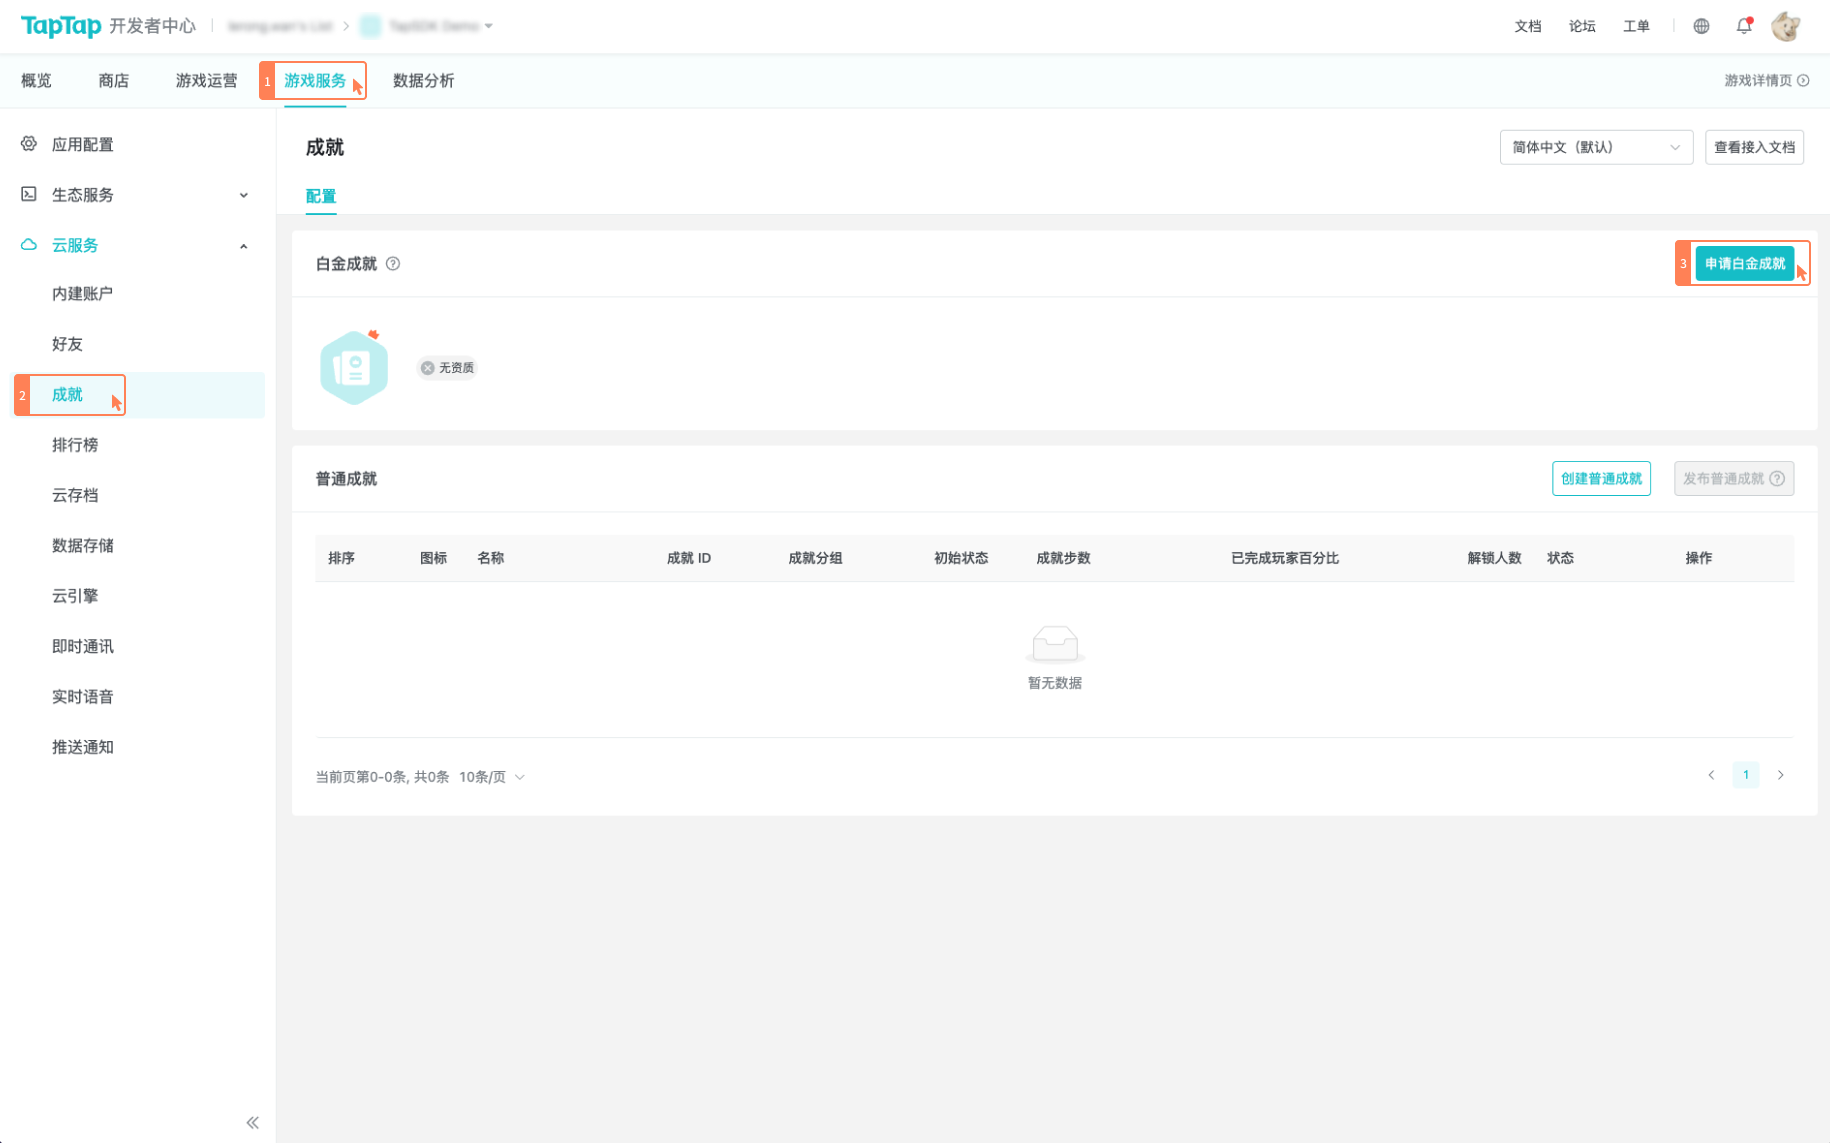 TapTap 开发者中心
文档 论坛 工单
概览 商店 游戏运营 1 游戏服务 数据分析 游戏详情页
应用配置
生态服务
云服务
内建账户
好友
2 成就
排行榜
云存档
数据存储
云引擎
即时通讯
实时语音
推送通知
成就
简体中文（默认） 查看接入文档
配置
白金成就
3 申请白金成就
无资质
普通成就
创建普通成就 发布普通成就
排序 图标 名称 成就 ID 成就分组 初始状态 成就步数 已完成玩家百分比 解锁人数 状态 操作
暂无数据
当前页第0-0条, 共0条 10条/页
1